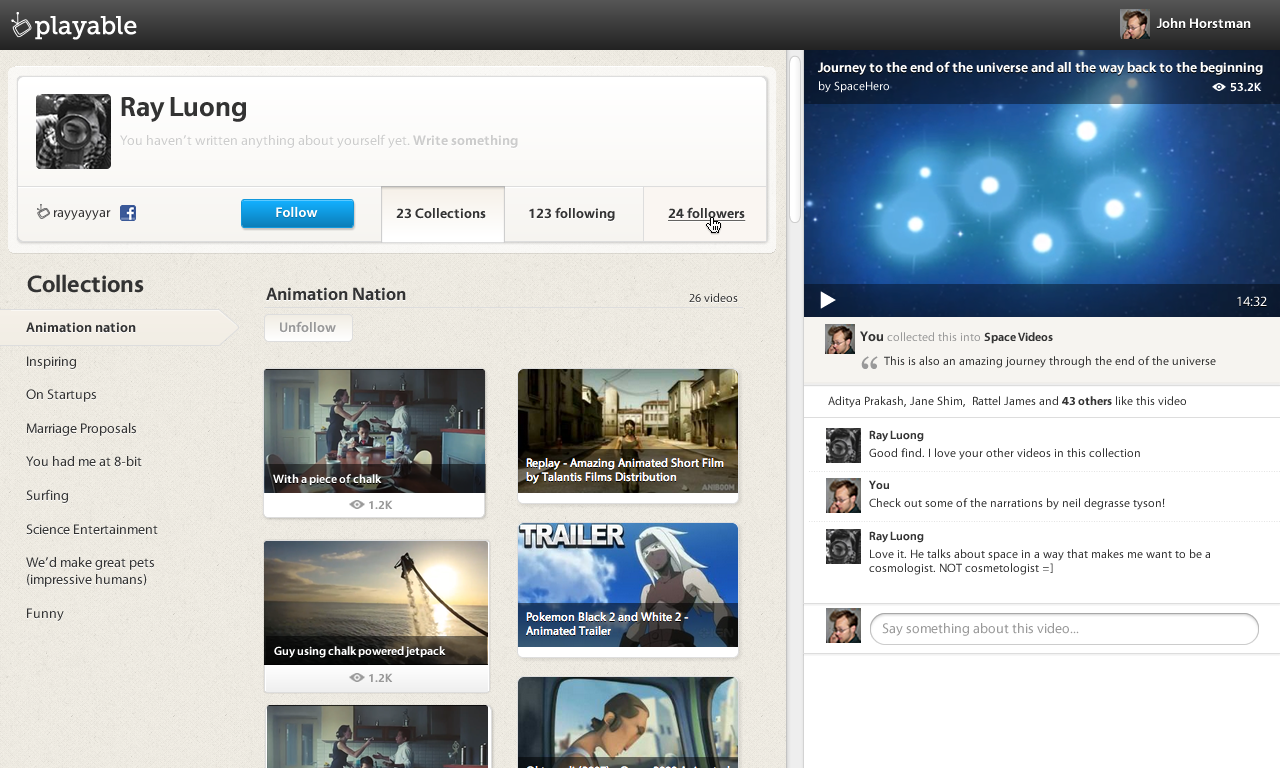 playable
John Horstman
Ray Luong
You haven't written anything about yourself yet. Write something
rayyayyar
Follow
23 Collections
123 following
24 followers
Collections
Animation nation
Inspiring
On Startups
Marriage Proposals
You had me at 8-bit
Surfing
Science Entertainment
We'd make great pets
(impressive humans)
Funny
Animation Nation
26 videos
Unfollow
With a piece of chalk
1.2K
Replay - Amazing Animated Short Film
by Talantis Films Distribution
ANIBOOM
Guy using chalk powered jetpack
1.2K
TRAILER
Pokemon Black 2 and White 2 -
Animated Trailer
Journey to the end of the universe and all the way back to the beginning
by SpaceHero
53.2K
14:32
You collected this into Space Videos
“ This is also an amazing journey through the end of the universe
Aditya Prakash, Jane Shim, Rattel James and 43 others like this video
Ray Luong
Good find. I love your other videos in this collection
You
Check out some of the narrations by neil degrasse tyson!
Ray Luong
Love it. He talks about space in a way that makes me want to be a
cosmologist. NOT cosmetologist =]
Say something about this video...